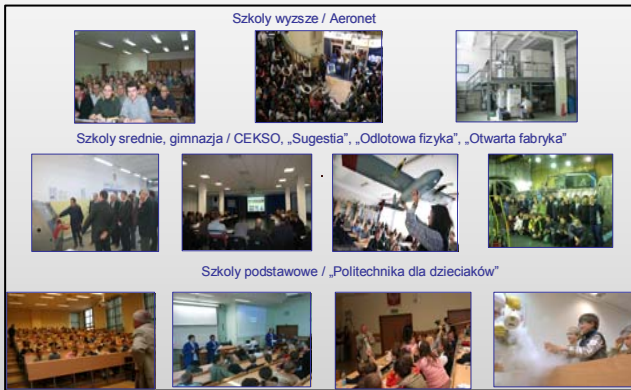 Szkoly wyzsze / Aeronet
Szkoly srednie, gimnazja / CEKSO, „Sugestia”, „Odlotowa fizyka”, „Otwarta fabryka”
Szkoly podstawowe / „Politechnika dla dzieciaków”